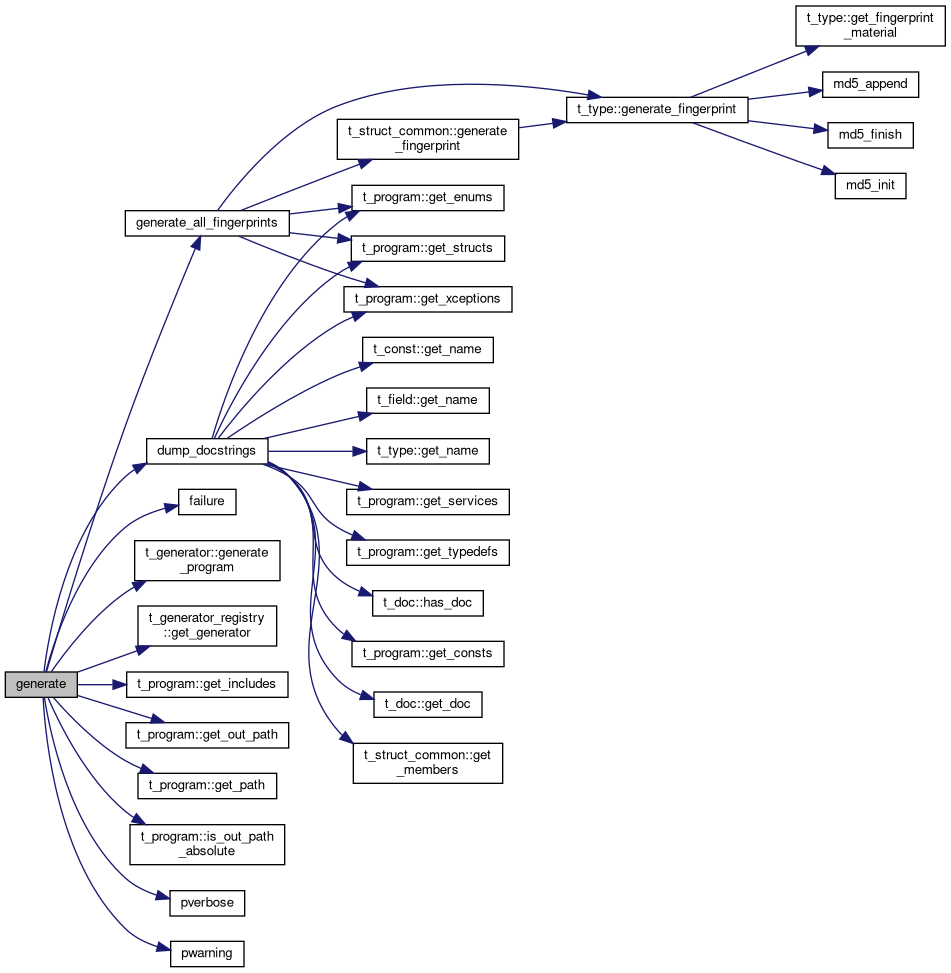 t_type::get_fingerprint
_material
md5_append
t_type::generate_fingerprint
t_struct_common::generate
_fingerprint
md5_finish
md5_init
t_program::get_enums
generate_all_fingerprints
t_program::get_structs
t_program::get_xceptions
t_const::get_name
t_field::get_name
dump_docstrings
t_type::get_name
failure
t_program::get_services
t_generator::generate
_program
t_program::get_typedefs
t_doc::has_doc
t_generator_registry
::get_generator
t_program::get_consts
generate
t_program::get_includes
t_doc::get_doc
t_program::get_out_path
t_struct_common::get
_members
t_program::get_path
t_program::is_out_path
_absolute
pverbose
pwarning